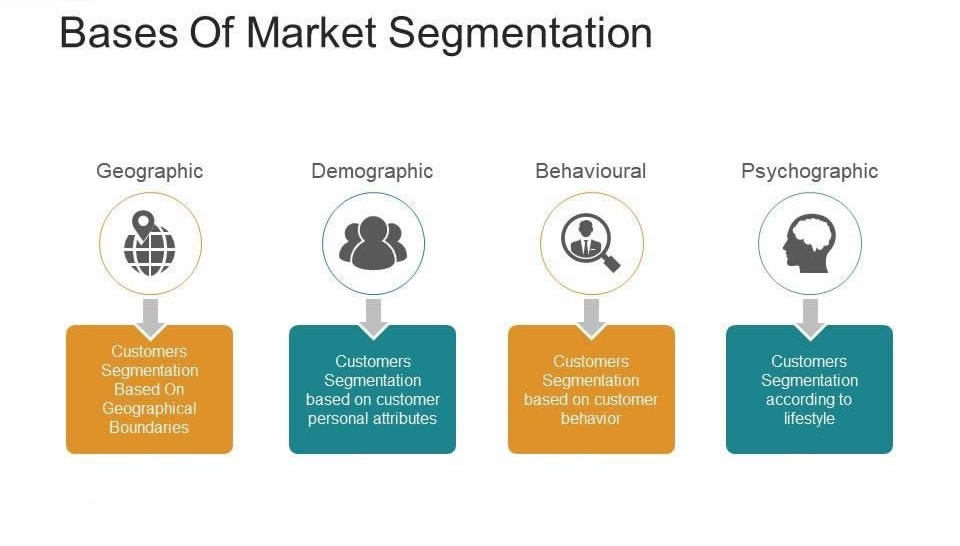 Bases Of Market Segmentation
Geographic
Demographic
Behavioural
Psychographic
Customers
Segmentation
Based On
Geographical
Boundaries
Customers
Segmentation
based on customer
personal attributes
Customers
Segmentation
based on customer
behavior
Customers
Segmentation
according to
lifestyle